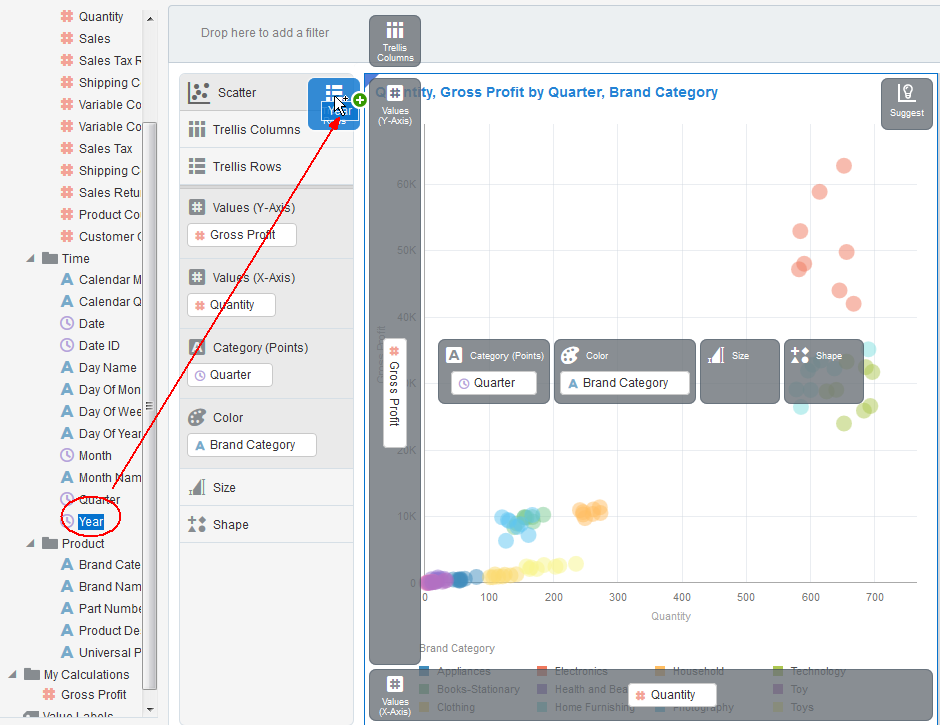 Quantity
Sales
Sales Tax R
Shipping C
Variable Co
Variable Co
Sales Tax
Shipping C
Sales Retu
Product Co
Customer C
Time
Calendar M
Calendar Q
Date
Date ID
Day Name
Day Of Mon
Day Of Wee
Day Of Year
Month
Month Nam
Quarter
Year
Product
Brand Cate
Brand Nam
Part Numbe
Product De
Universal P
My Calculations
Gross Profit
Value Labels
Drop here to add a filter
Trellis
Columns
Scatter
Year
Trellis Columns
Trellis Rows
Values (Y-Axis)
Gross Profit
Values (X-Axis)
Quantity
Category (Points)
Quarter
Color
Brand Category
Size
Shape
Quantity, Gross Profit by Quarter, Brand Category
Values
(Y-Axis)
Suggest
60K
50K
40K
30K
20K
10K
0
Gross Profit
Gross Profit
Category (Points)
Quarter
Color
Brand Category
Size
Shape
0 100 200 300 400 500 600 700
Quantity
Brand Category
Appliances Electronics Household Technology
Books-Stationary Health and Bea Toy
Clothing Home Furnishing Photography Toys
Values
(X-Axis)
Quantity